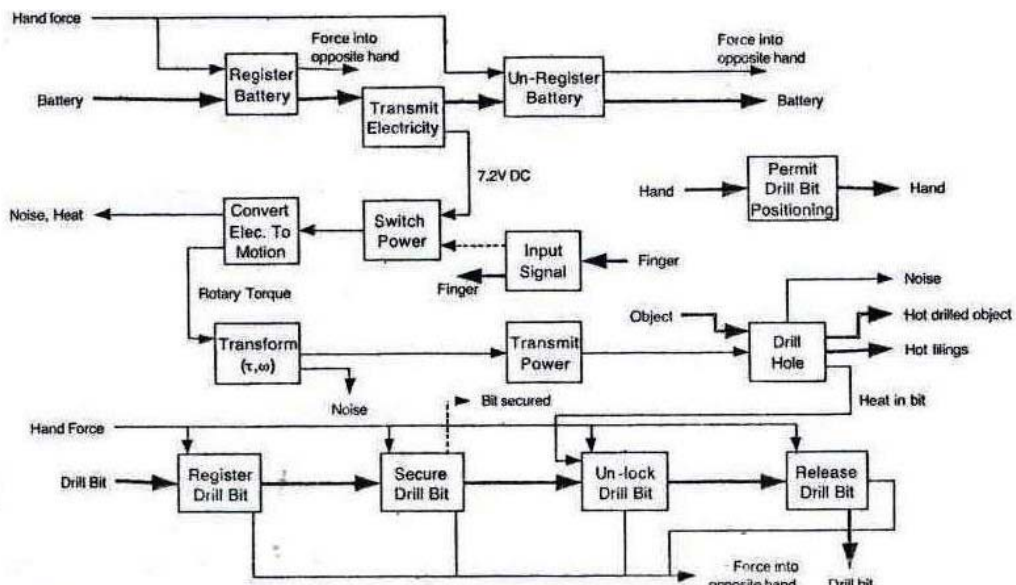 Hand force
Force into
opposite hand
Force into
opposite hand
Register
Battery
Un-Register
Battery
Battery
Battery
Transmit
Electricity
7.2V DC
Permit
Drill Bit
Positioning
Hand
Hand
Noise, Heat
Convert
Elec. To
Motion
Switch
Power
Input
Signal
Finger
Finger
Noise
Rotary Torque
Object
Hot drilled object
Transform
(τ,ω)
Transmit
Power
Drill
Hole
Hot filings
Noise
Bit secured
Heat in bit
Hand Force
Drill Bit
Register
Drill Bit
Secure
Drill Bit
Un-lock
Drill Bit
Release
Drill Bit
Force into
opposite hand
Drill bit